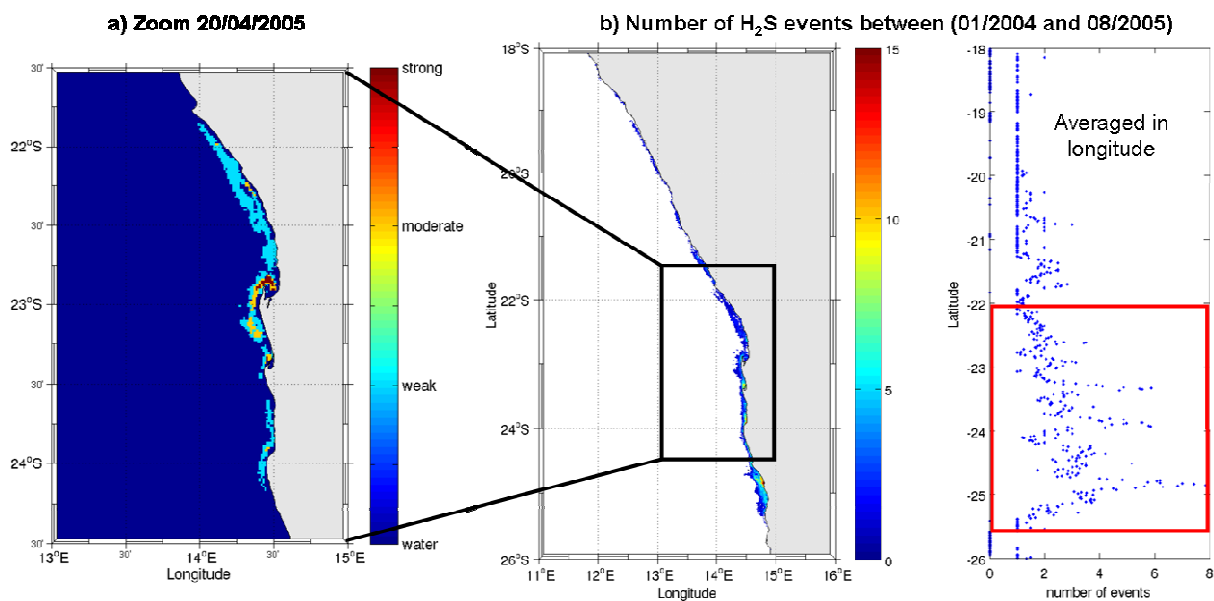 a) Zoom 20/04/2005
b) Number of H₂S events between (01/2004 and 08/2005)
30'
22°S
30'
23°S
30'
24°S
30'
13°E
30'
14°E
30'
15°E
Longitude
strong
moderate
weak
water
18°S
20°S
22°S
24°S
26°S
Latitude
11°E
12°E
13°E
14°E
15°E
16°E
Longitude
15
10
5
0
-18
-19
-20
-21
-22
-23
-24
-25
-26
Latitude
Averaged in
longitude
0
2
4
6
8
number of events